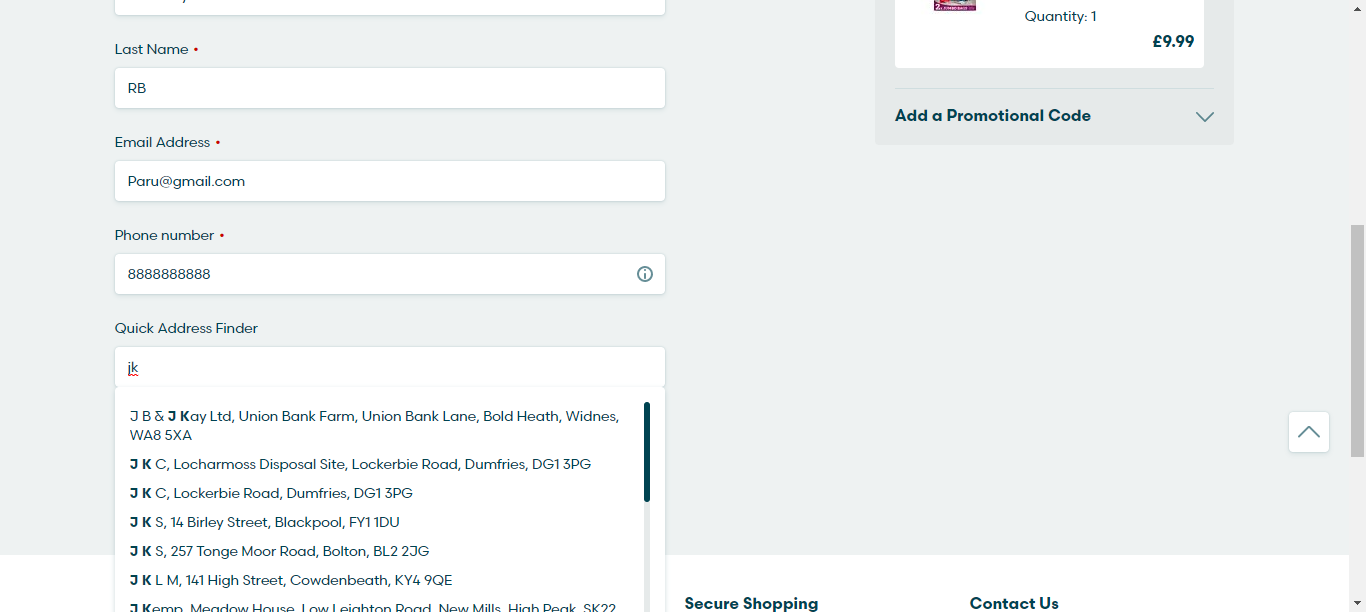 Last Name •
RB
Email Address •
Paru@gmail.com
Phone number •
8888888888
Quick Address Finder
jk
J B & J Kay Ltd, Union Bank Farm, Union Bank Lane, Bold Heath, Widnes,
WA8 5XA
J K C, Locharmoss Disposal Site, Lockerbie Road, Dumfries, DG1 3PG
J K C, Lockerbie Road, Dumfries, DG1 3PG
J K S, 14 Birley Street, Blackpool, FY1 1DU
J K S, 257 Tonge Moor Road, Bolton, BL2 2JG
J K L M, 141 High Street, Cowdenbeath, KY4 9QE
J Kemp, Meadow House, Low Leighton Road, New Mills, High Peak, SK22
Quantity: 1
£9.99
Add a Promotional Code
Secure Shopping
Contact Us